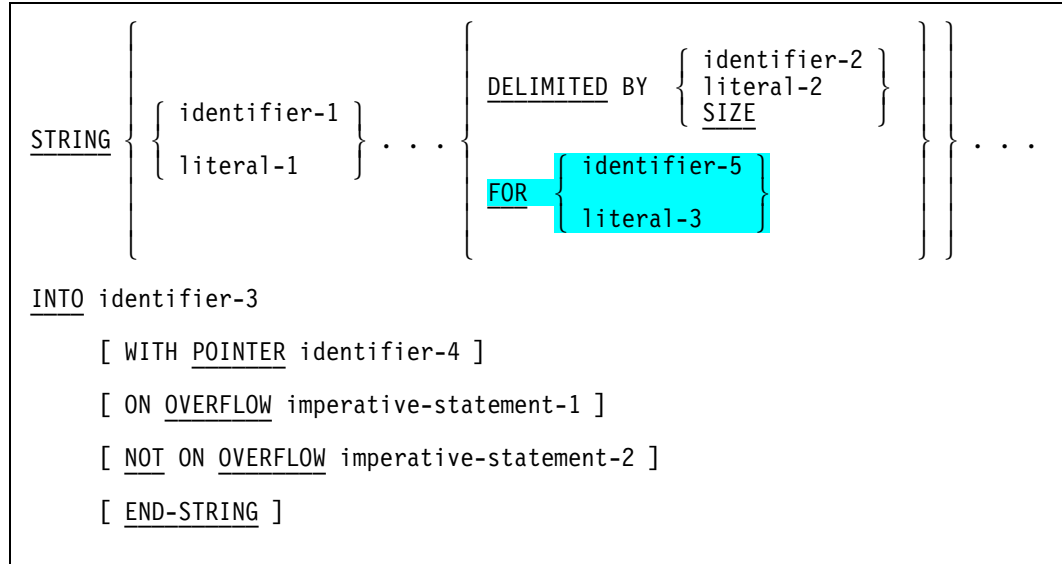 identifier-2
DELIMITED BY literal-2
identifier-1 SIZE
STRING . . . . . .
literal-1 identifier-5
FOR
literal-3
INTO identifier-3
[ WITH POINTER identifier-4 ]
[ ON OVERFLOW imperative-statement-1 ]
[ NOT ON OVERFLOW imperative-statement-2 ]
[ END-STRING ]